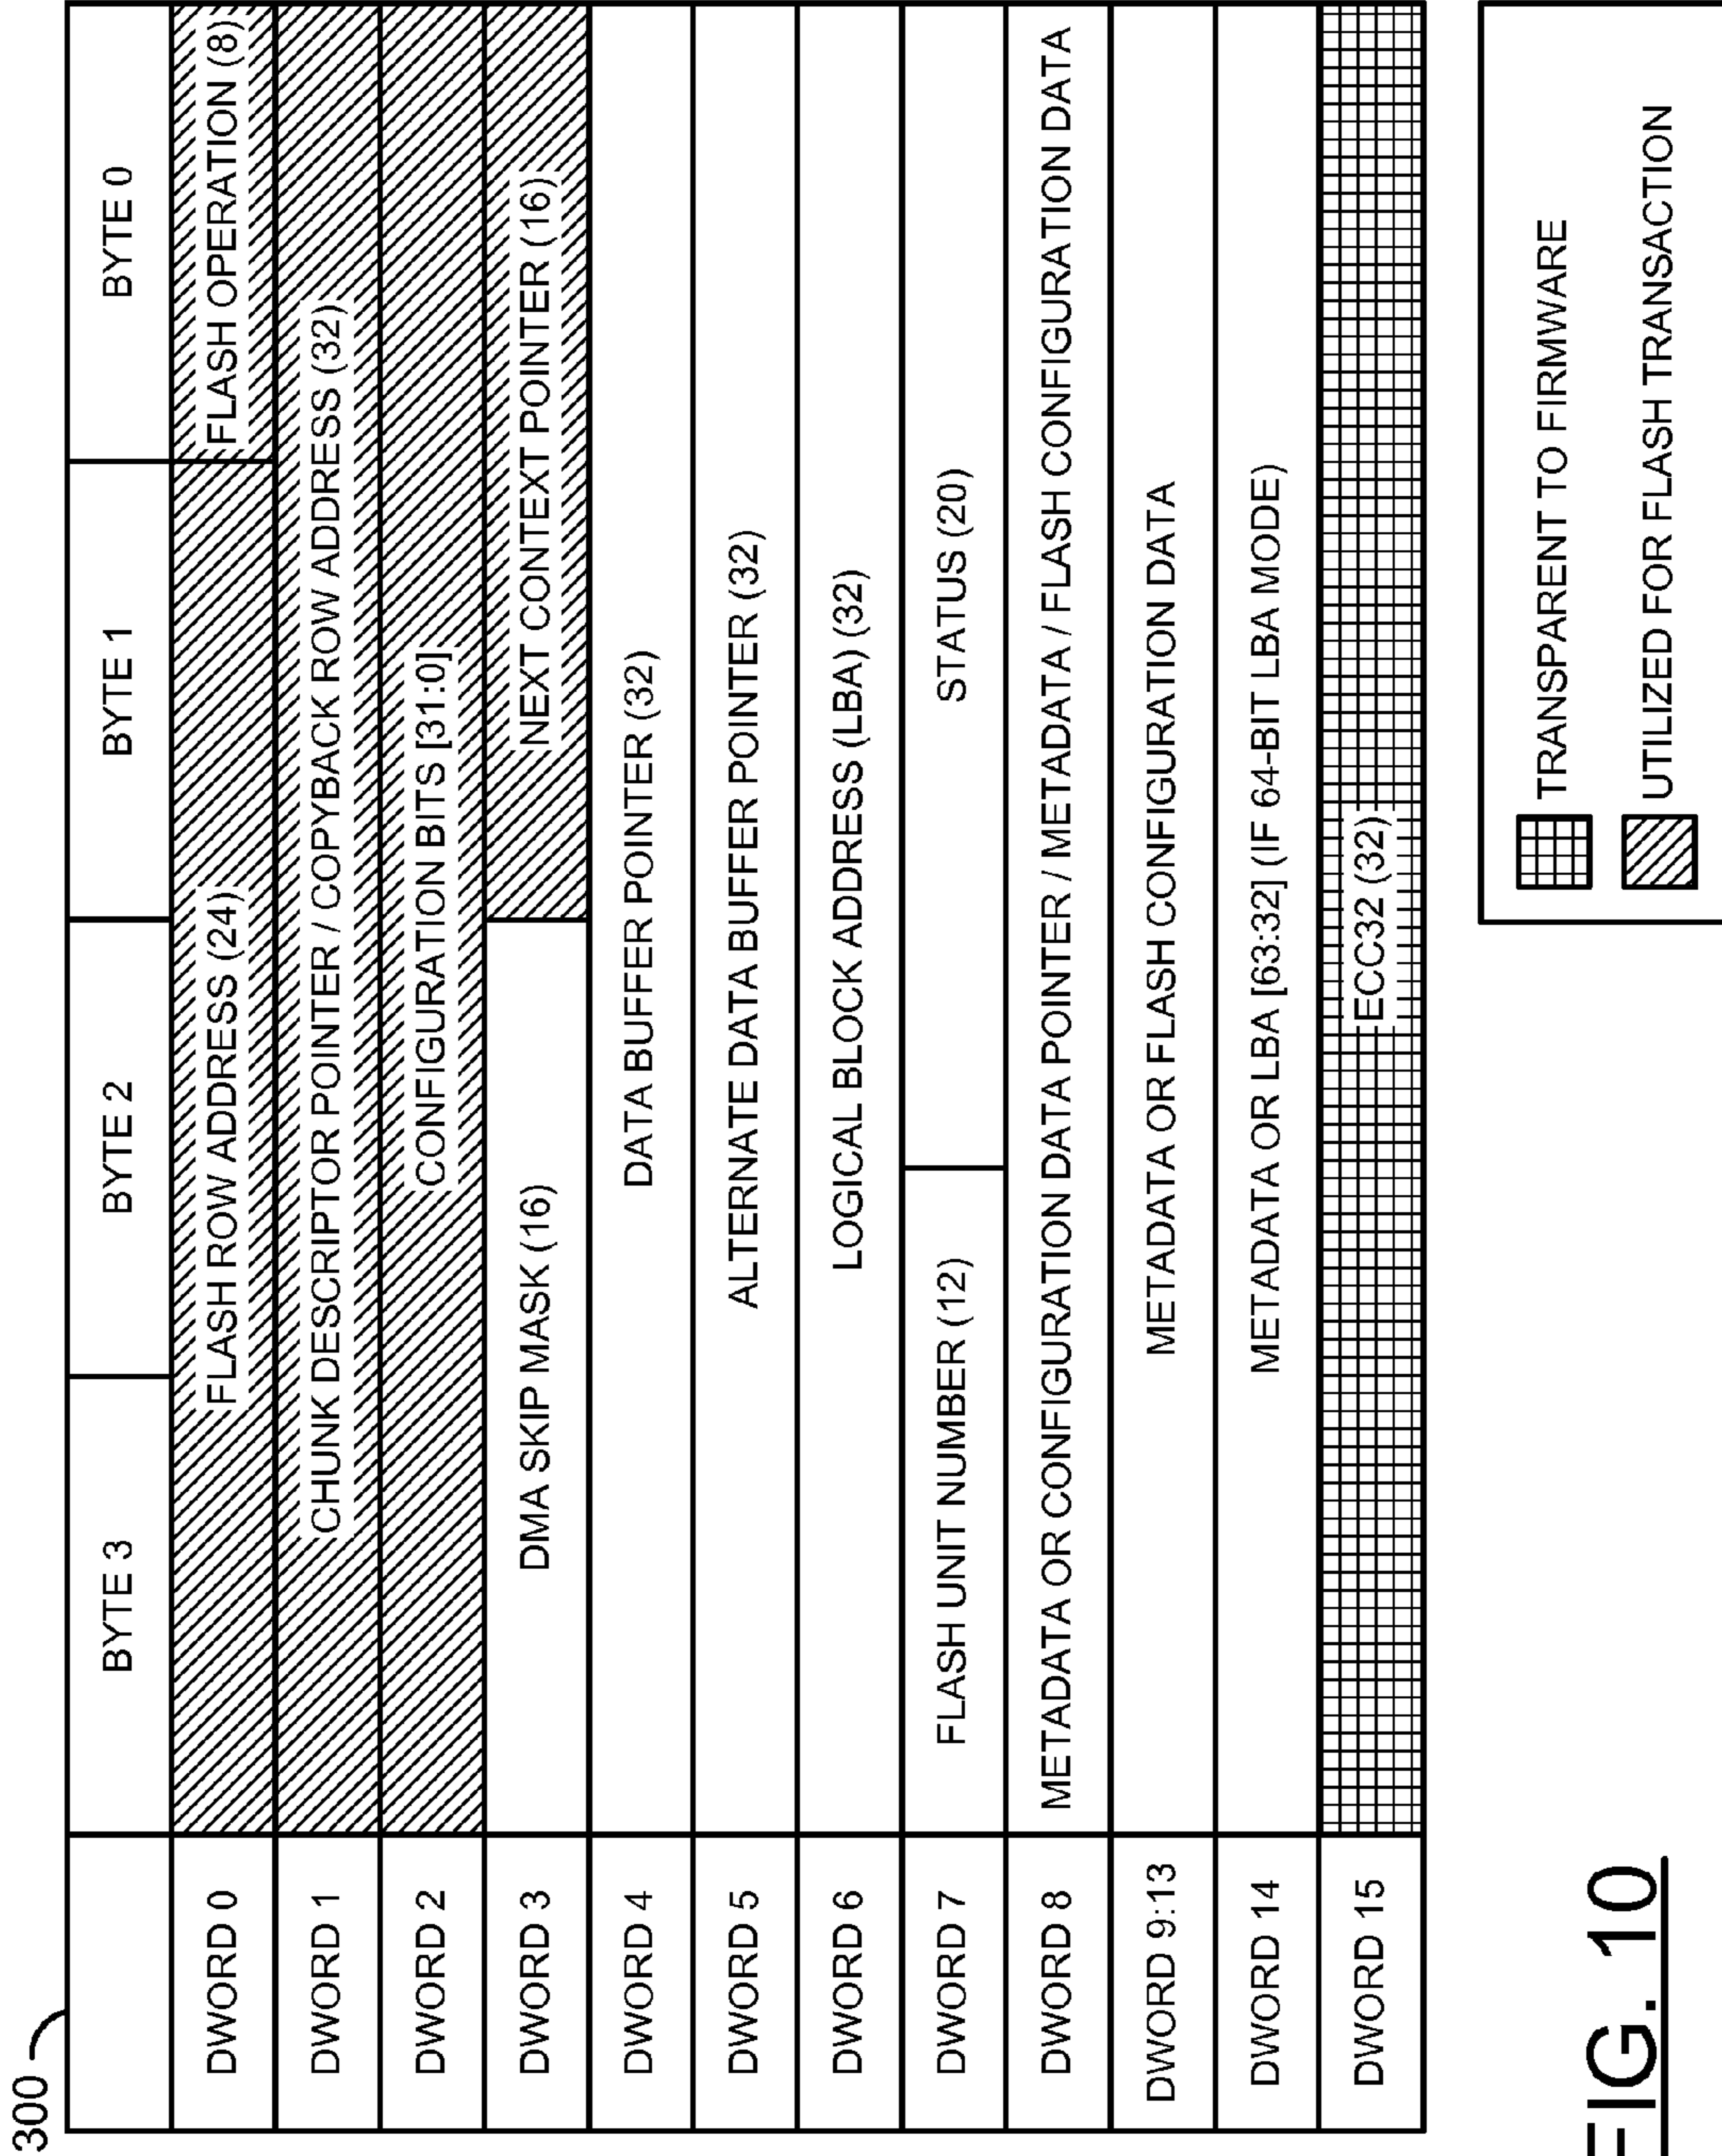 300
BYTE 3 BYTE 2 BYTE 1 BYTE 0
DWORD 0 FLASH ROW ADDRESS (24) FLASH OPERATION (8)
DWORD 1 CHUNK DESCRIPTOR POINTER / COPYBACK ROW ADDRESS (32)
DWORD 2 CONFIGURATION BITS [31:0]
DWORD 3 DMA SKIP MASK (16) NEXT CONTEXT POINTER (16)
DWORD 4 DATA BUFFER POINTER (32)
DWORD 5 ALTERNATE DATA BUFFER POINTER (32)
DWORD 6 LOGICAL BLOCK ADDRESS (LBA) (32)
DWORD 7 FLASH UNIT NUMBER (12) STATUS (20)
DWORD 8 METADATA OR CONFIGURATION DATA POINTER / METADATA / FLASH CONFIGURATION DATA
DWORD 9:13 METADATA OR FLASH CONFIGURATION DATA
DWORD 14 METADATA OR LBA [63:32] (IF 64-BIT LBA MODE)
DWORD 15 ECC32 (32)
TRANSPARENT TO FIRMWARE
UTILIZED FOR FLASH TRANSACTION
FIG. 10